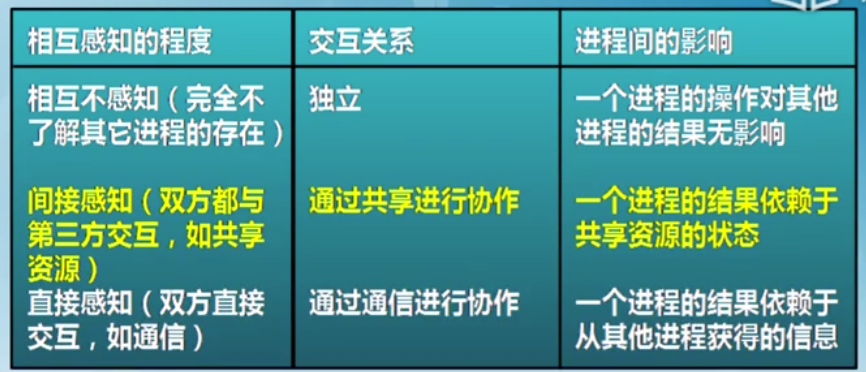 相互感知的程度
交互关系
进程间的影响
相互不感知（完全不
了解其它进程的存在）
独立
一个进程的操作对其他
进程的结果无影响
间接感知（双方都与
第三方交互，如共享
资源）
通过共享进行协作
一个进程的结果依赖于
共享资源的状态
直接感知（双方直接
交互，如通信）
通过通信进行协作
一个进程的结果依赖于
从其他进程获得的信息